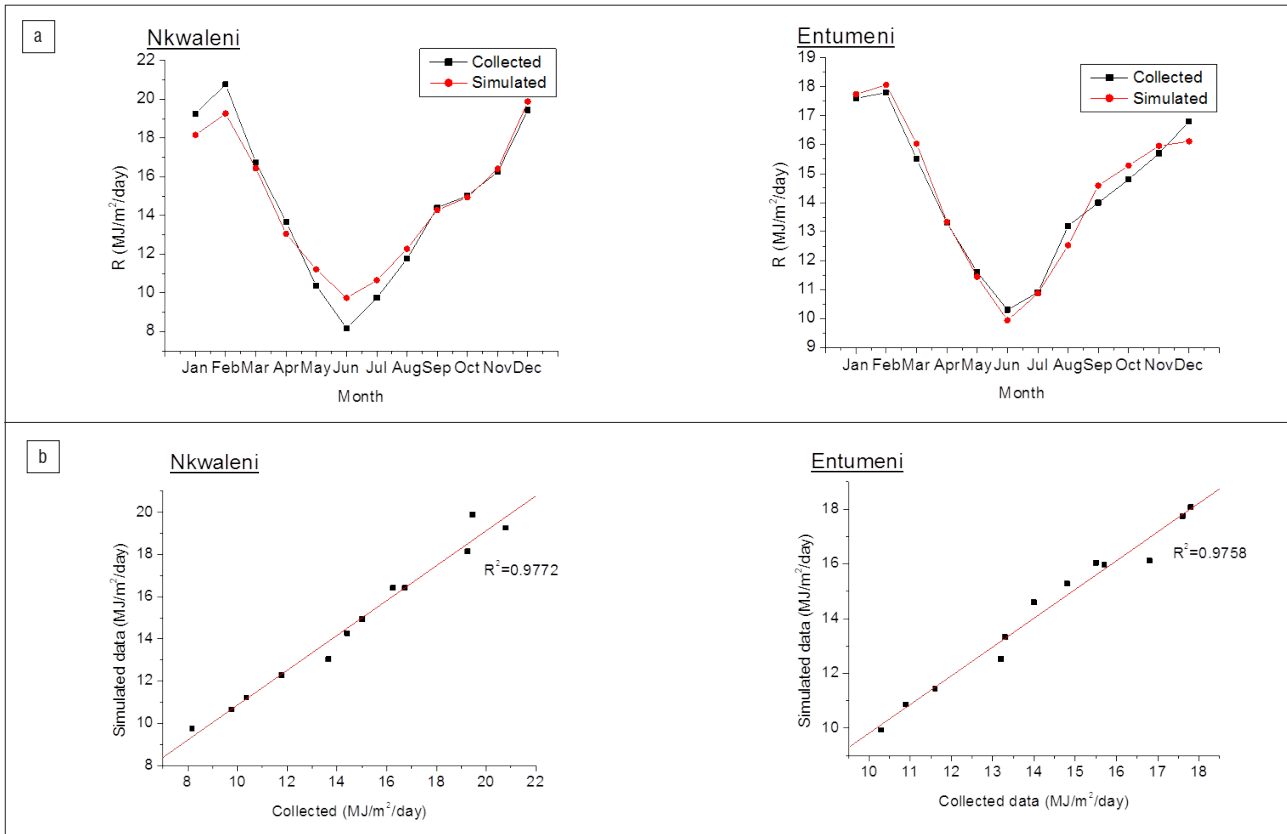 a
Nkwaleni
Collected
Simulated
22
20
18
16
14
12
10
8
R (MJ/m²/day)
Jan Feb Mar Apr May Jun Jul Aug Sep Oct Nov Dec
Month
Entumeni
Collected
Simulated
19
18
17
16
15
14
13
12
11
10
9
R (MJ/m²/day)
Jan Feb Mar Apr May Jun Jul Aug Sep Oct Nov Dec
Month
b
Nkwaleni
20
18
16
14
12
10
8
Simulated data (MJ/m²/day)
R²=0.9772
8 10 12 14 16 18 20 22
Collected (MJ/m²/day)
Entumeni
18
16
14
12
10
Simulated data (MJ/m²/day)
R²=0.9758
10 11 12 13 14 15 16 17 18
Collected data (MJ/m²/day)